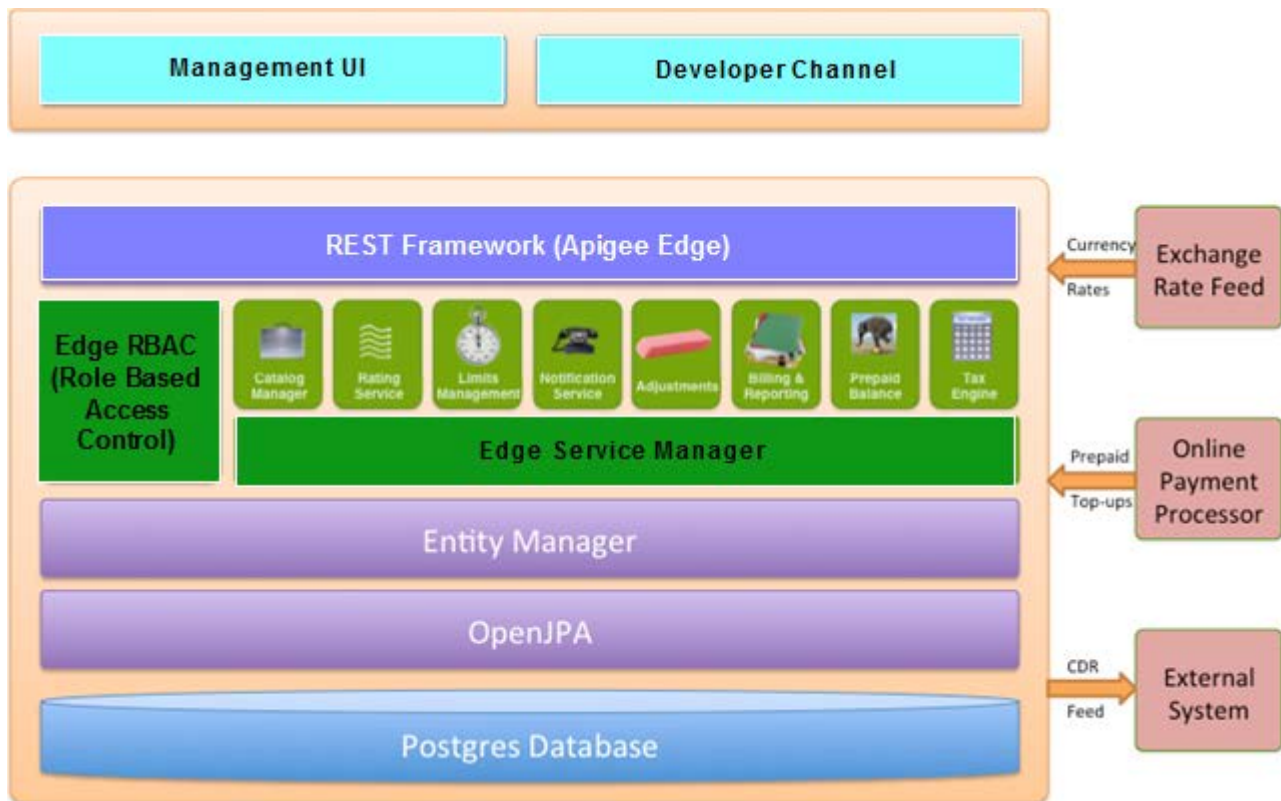 Management UI
Developer Channel
REST Framework (Apigee Edge)
Currency
Rates
Exchange
Rate Feed
Edge RBAC
(Role Based
Access
Control)
Catalog
Manager
Rating
Service
Limits
Management
Notification
Service
Adjustments
Billing &
Reporting
Prepaid
Balance
Tax
Engine
Edge Service Manager
Prepaid
Top-ups
Online
Payment
Processor
Entity Manager
OpenJPA
CDR
Feed
External
System
Postgres Database